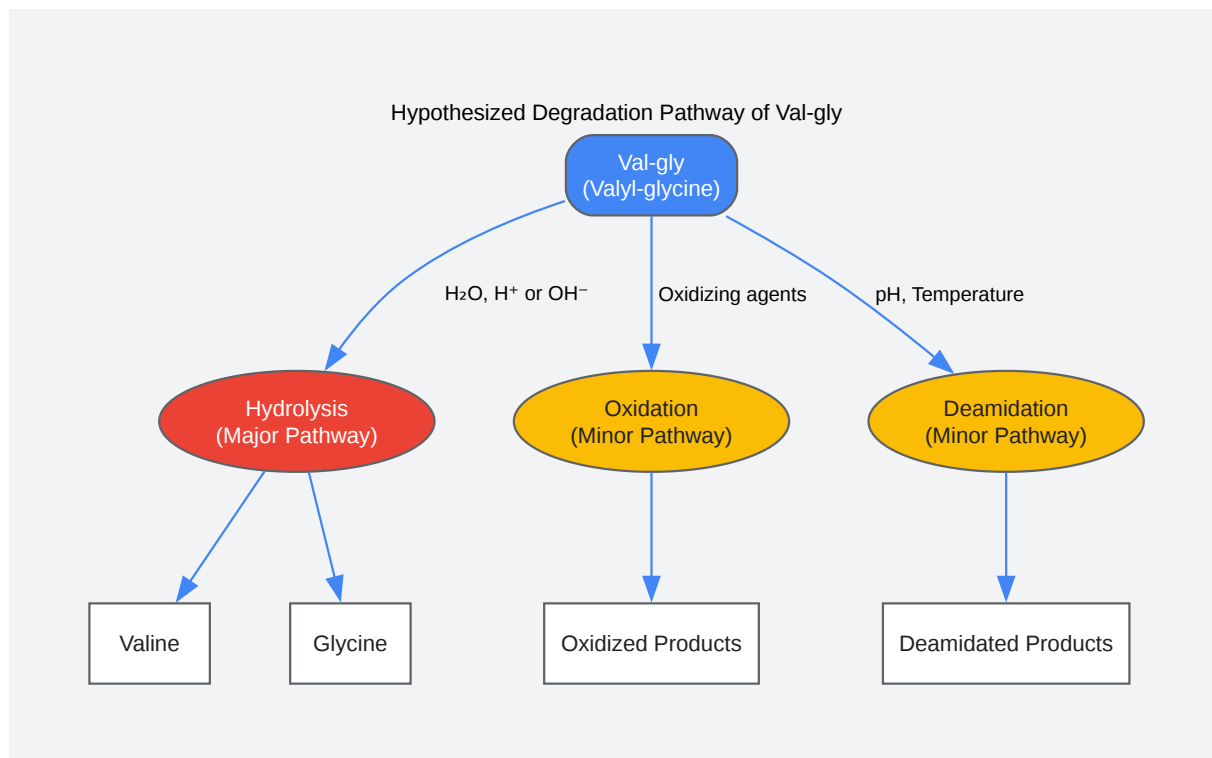 Hypothesized Degradation Pathway of Val-gly
Val-gly
(Valyl-glycine)
H₂O, H⁺ or OH⁻
Oxidizing agents
pH, Temperature
Hydrolysis
(Major Pathway)
Oxidation
(Minor Pathway)
Deamidation
(Minor Pathway)
Valine
Glycine
Oxidized Products
Deamidated Products